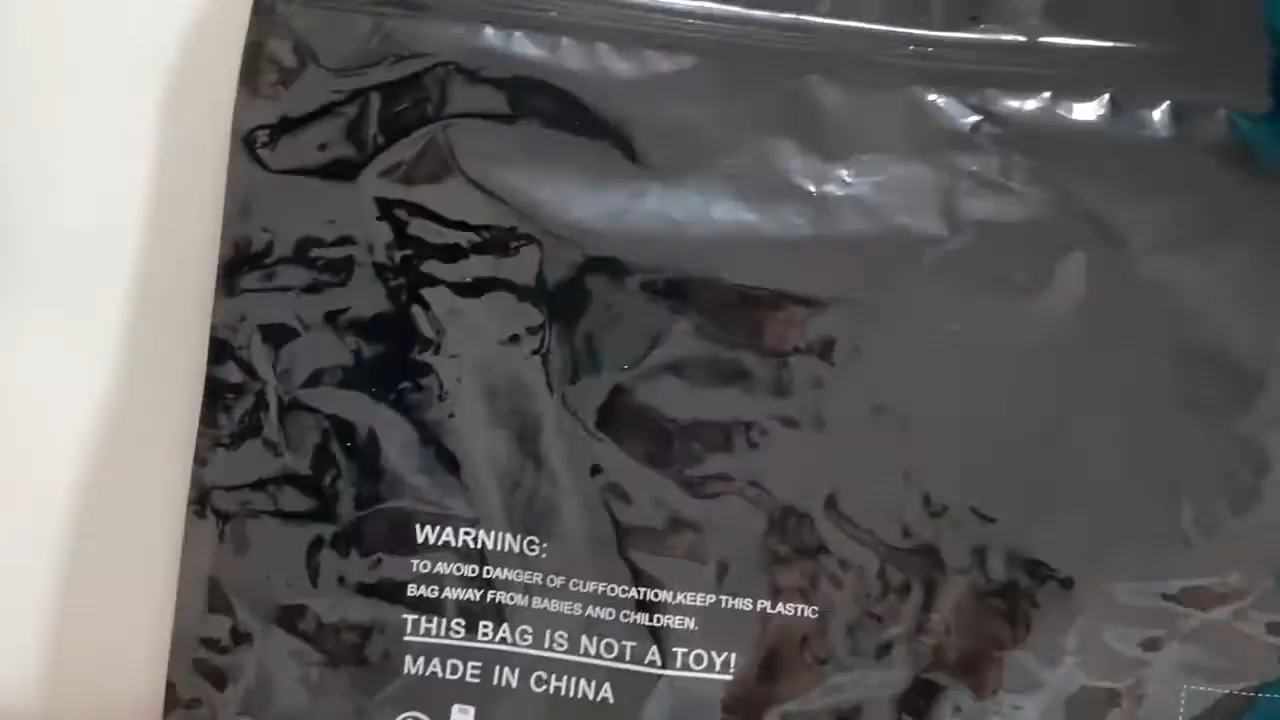 WARNING:
TO AVOID DANGER OF CUFFOCATION,KEEP THIS PLASTIC
BAG AWAY FROM BABIES AND CHILDREN.
THIS BAG IS NOT A TOY!
MADE IN CHINA